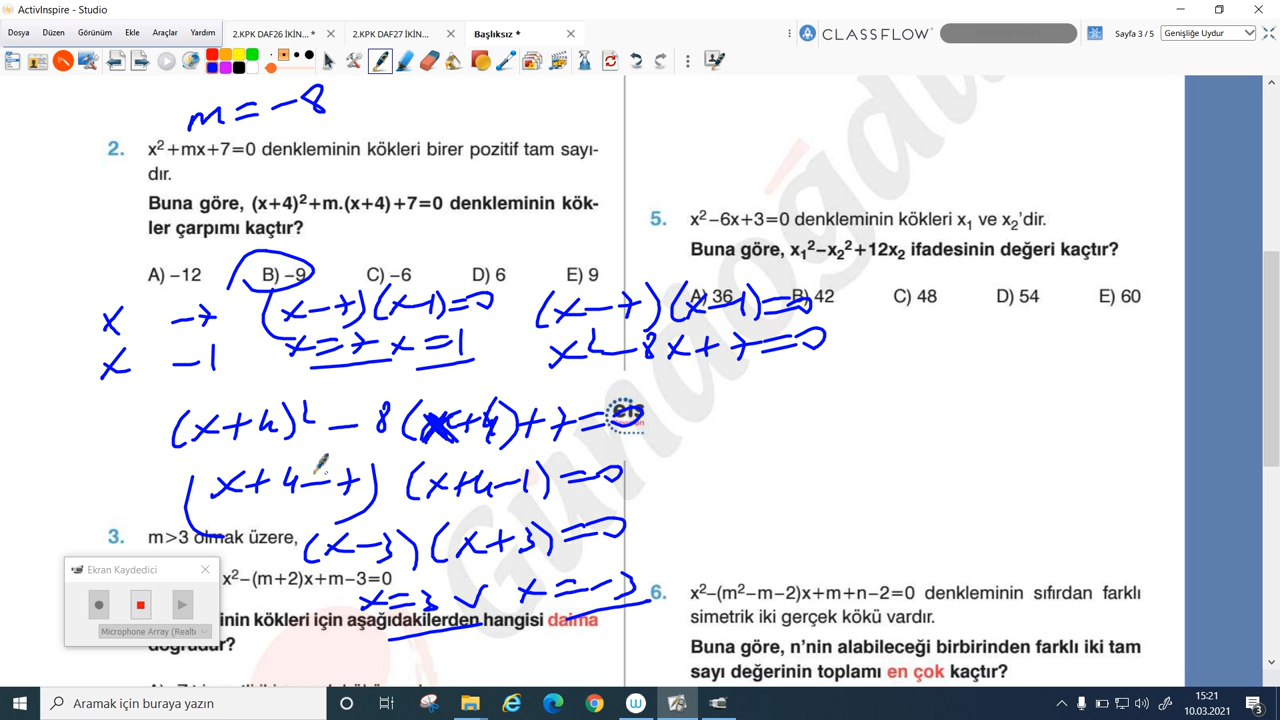 ActivInspire - Studio
Dosya Düzen Görünüm Ekle Araçlar Yardım
2.KPK DAF26 İKİN... * 2.KPK DAF27 İKİN... Başlıksız *
CLASSFLOW
Sayfa 3 / 5 Genişliğe Uydur
m = -8
2. x²+mx+7=0 denkleminin kökleri birer pozitif tam sayı-
dır.
Buna göre, (x+4)²+m.(x+4)+7=0 denkleminin kök-
ler çarpımı kaçtır?
A) −12 B) −9 C) −6 D) 6 E) 9
x -7 (x-7)(x-1)=0 (x-7)(x-1)=0
x -1 x=7 x=1 x²-8x+7=0
(x+4)² - 8(x+4)+7=0
(x+4-7) (x+4-1)=0
(x-3)(x+3)=0
x=3 x=-3
3. m>3 olmak üzere,
x²−(m+2)x+m−3=0
inin kökleri için aşağıdakilerden hangisi daima
doğrudur?
Ekran Kaydedici
Microphone Array (Realt
5. x²−6x+3=0 denkleminin kökleri x₁ ve x₂'dir.
Buna göre, x₁²−x₂²+12x₂ ifadesinin değeri kaçtır?
A) 36 B) 42 C) 48 D) 54 E) 60
eis
6. x²−(m²−m−2)x+m+n−2=0 denkleminin sıfırdan farklı
simetrik iki gerçek kökü vardır.
Buna göre, n'nin alabileceği birbirinden farklı iki tam
sayı değerinin toplamı en çok kaçtır?
Aramak için buraya yazın
15:21
10.03.2021
3